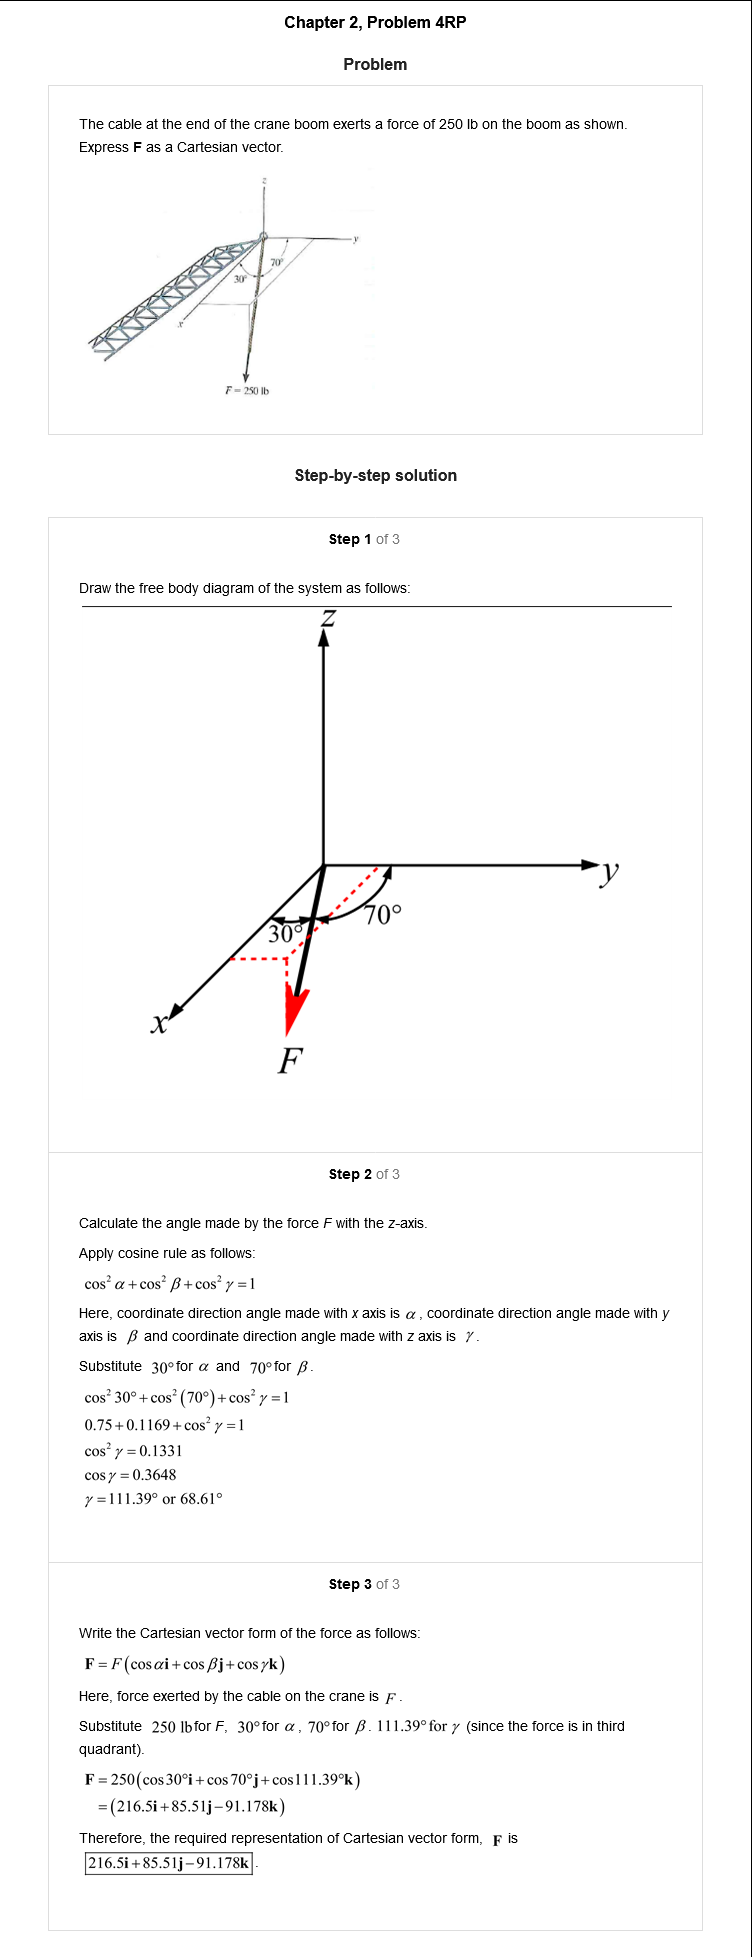 Chapter 2, Problem 4RP
Problem
The cable at the end of the crane boom exerts a force of 250 lb on the boom as shown.
Express F as a Cartesian vector.
z
y
70°
30°
x
F = 250 lb
Step-by-step solution
Step 1 of 3
Draw the free body diagram of the system as follows:
z
y
70°
30°
x
F
Step 2 of 3
Calculate the angle made by the force F with the z-axis.
Apply cosine rule as follows:
cos² α + cos² β + cos² γ = 1
Here, coordinate direction angle made with x axis is α, coordinate direction angle made with y
axis is β and coordinate direction angle made with z axis is γ.
Substitute 30° for α and 70° for β.
cos² 30° + cos² (70°) + cos² γ = 1
0.75 + 0.1169 + cos² γ = 1
cos² γ = 0.1331
cos γ = 0.3648
γ = 111.39° or 68.61°
Step 3 of 3
Write the Cartesian vector form of the force as follows:
F = F(cos αi + cos βj + cos γk)
Here, force exerted by the cable on the crane is F.
Substitute 250 lb for F, 30° for α, 70° for β. 111.39° for γ (since the force is in third
quadrant).
F = 250(cos 30°i + cos 70°j + cos 111.39°k)
= (216.5i + 85.51j − 91.178k)
Therefore, the required representation of Cartesian vector form, F is
216.5i + 85.51j − 91.178k.